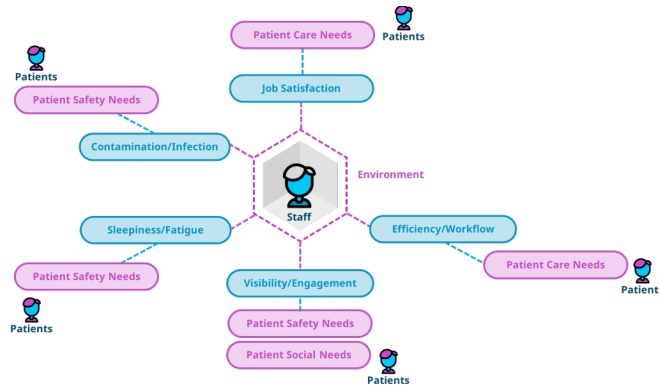 Patient Care Needs
Patients
Patients
Job Satisfaction
Patient Safety Needs
Contamination/Infection
Environment
Staff
Sleepiness/Fatigue
Efficiency/Workflow
Patient Safety Needs
Patient Care Needs
Visibility/Engagement
Patient
Patients
Patient Safety Needs
Patient Social Needs
Patients